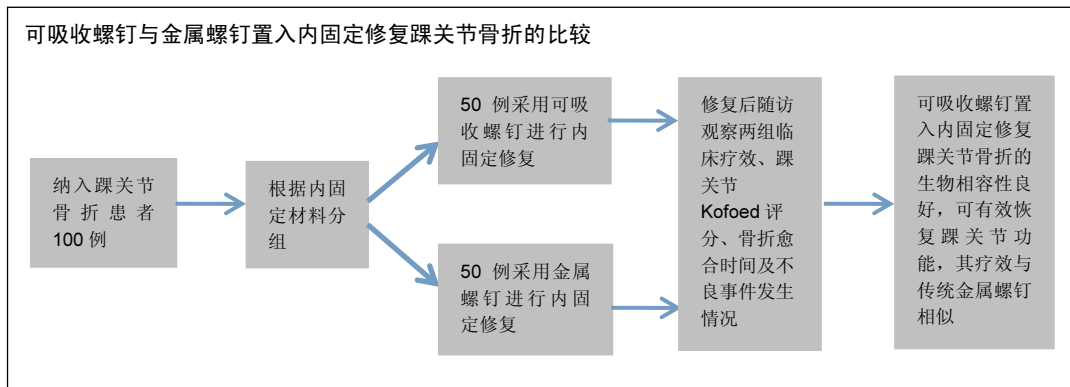 可吸收螺钉与金属螺钉置入内固定修复踝关节骨折的比较
纳入踝关节
骨折患者
100 例
根据内固
定材料分
组
50 例采用可吸
收螺钉进行内
固定修复
50 例采用金属
螺钉进行内固
定修复
修复后随访
观察两组临
床疗效、踝
关节
Kofoed 评
分、骨折愈
合时间及不
良事件发生
情况
可吸收螺钉置
入内固定修复
踝关节骨折的
生物相容性良
好，可有效恢
复踝关节功
能，其疗效与
传统金属螺钉
相似